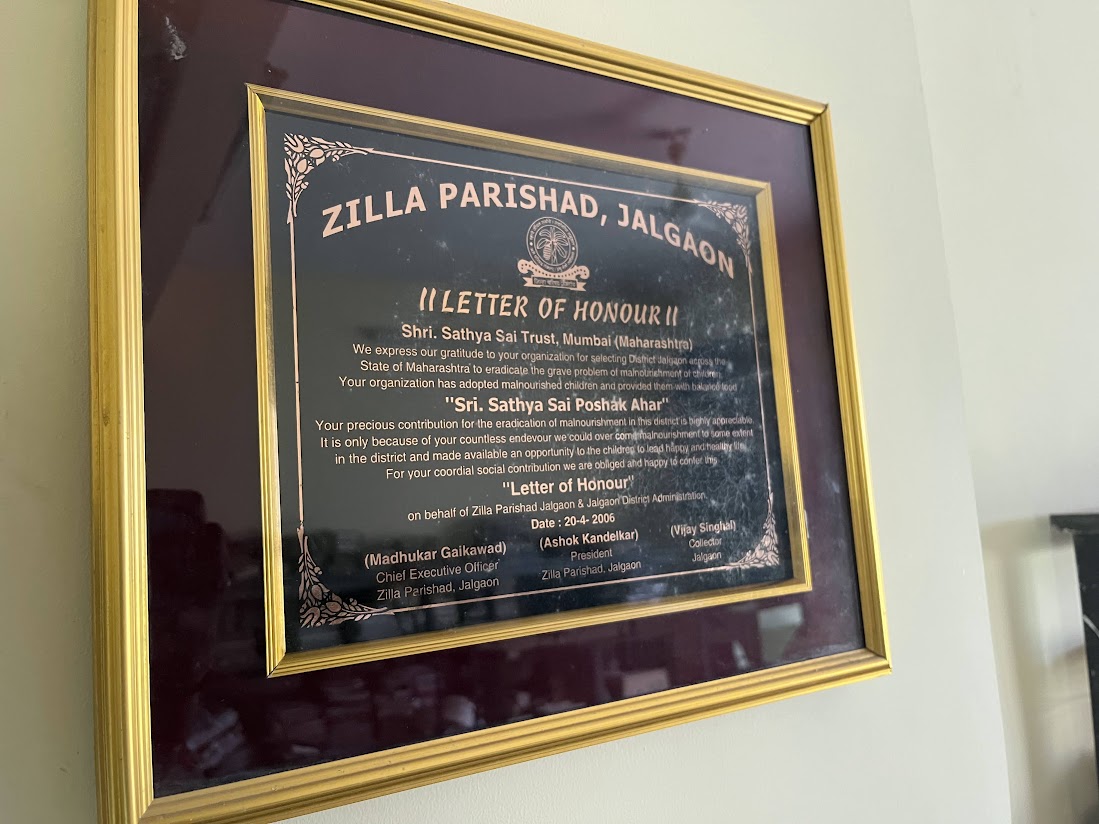 ZILLA PARISHAD, JALGAON
॥ LETTER OF HONOUR ॥
Shri. Sathya Sai Trust, Mumbai (Maharashtra)
We express our gratitude to your organization for selecting District Jalgaon across the
State of Maharashtra to eradicate the grave problem of malnourishment of children.
Your organization has adopted malnourished children and provided them with balance food
"Sri. Sathya Sai Poshak Ahar"
Your precious contribution for the eradication of malnourishment in this district is highly appreciable.
It is only because of your countless endevour we could over come malnourishment to some extent
in the district and made available an opportunity to the children to lead happy and healthy life.
For your coordial social contribution we are obliged and happy to confer this
"Letter of Honour"
on behalf of Zilla Parishad Jalgaon & Jalgaon District Administration.
Date : 20-4- 2006
(Madhukar Gaikawad)
Chief Executive Officer
Zilla Parishad, Jalgaon
(Ashok Kandelkar)
President
Zilla Parishad, Jalgaon
(Vijay Singhal)
Collector
Jalgaon